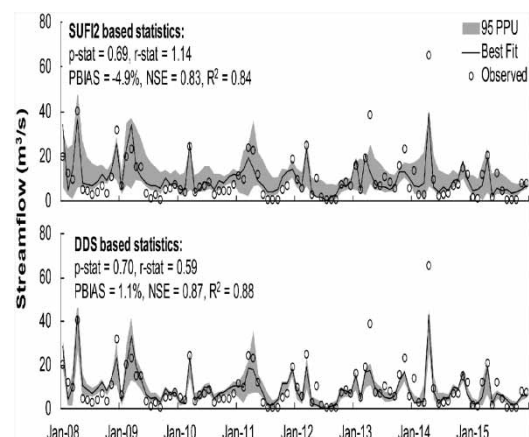 80
60
40
20
0
SUFI2 based statistics:
p-stat = 0.69, r-stat = 1.14
PBIAS = -4.9%, NSE = 0.83, R² = 0.84
95 PPU
Best Fit
Observed
Streamflow (m³/s)
80
60
40
20
0
DDS based statistics:
p-stat = 0.70, r-stat = 0.59
PBIAS = 1.1%, NSE = 0.87, R² = 0.88
Jan-08 Jan-09 Jan-10 Jan-11 Jan-12 Jan-13 Jan-14 Jan-15